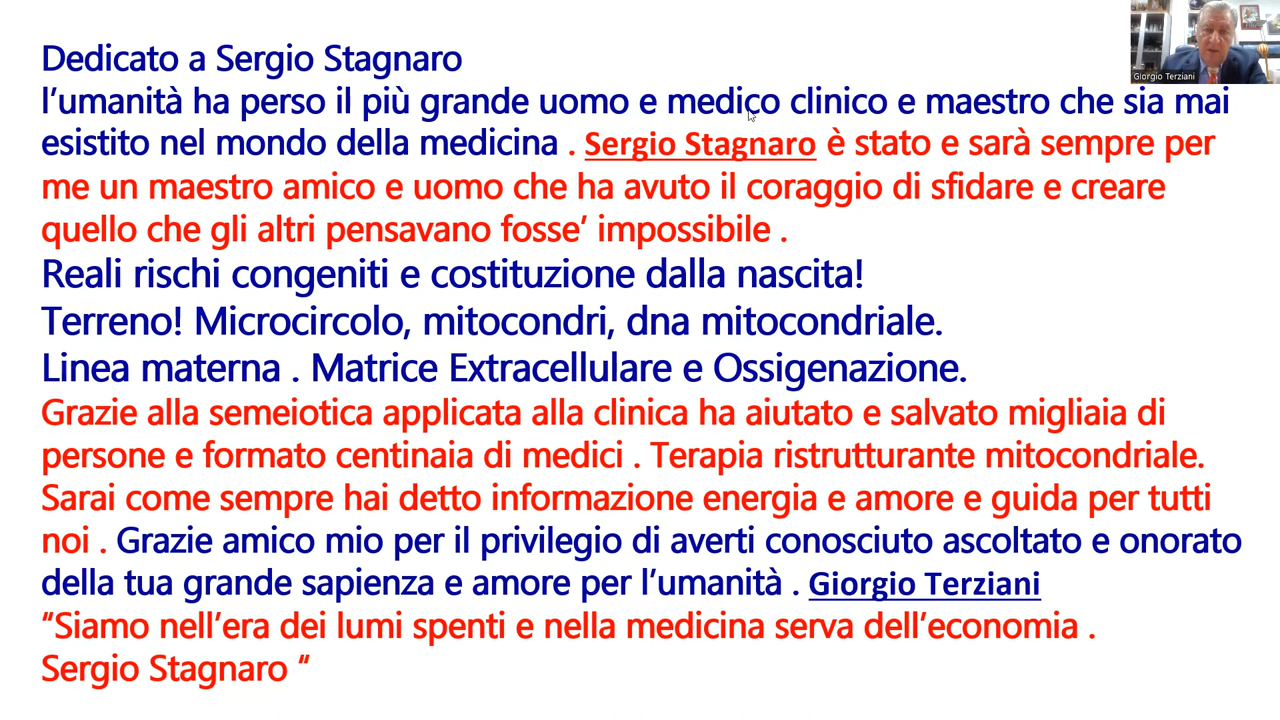 Dedicato a Sergio Stagnaro
l'umanità ha perso il più grande uomo e medico clinico e maestro che sia mai
esistito nel mondo della medicina . Sergio Stagnaro è stato e sarà sempre per
me un maestro amico e uomo che ha avuto il coraggio di sfidare e creare
quello che gli altri pensavano fosse' impossibile .
Reali rischi congeniti e costituzione dalla nascita!
Terreno! Microcircolo, mitocondri, dna mitocondriale.
Linea materna . Matrice Extracellulare e Ossigenazione.
Grazie alla semeiotica applicata alla clinica ha aiutato e salvato migliaia di
persone e formato centinaia di medici . Terapia ristrutturante mitocondriale.
Sarai come sempre hai detto informazione energia e amore e guida per tutti
noi . Grazie amico mio per il privilegio di averti conosciuto ascoltato e onorato
della tua grande sapienza e amore per l'umanità . Giorgio Terziani
“Siamo nell'era dei lumi spenti e nella medicina serva dell'economia .
Sergio Stagnaro “
GIorgio Terziani